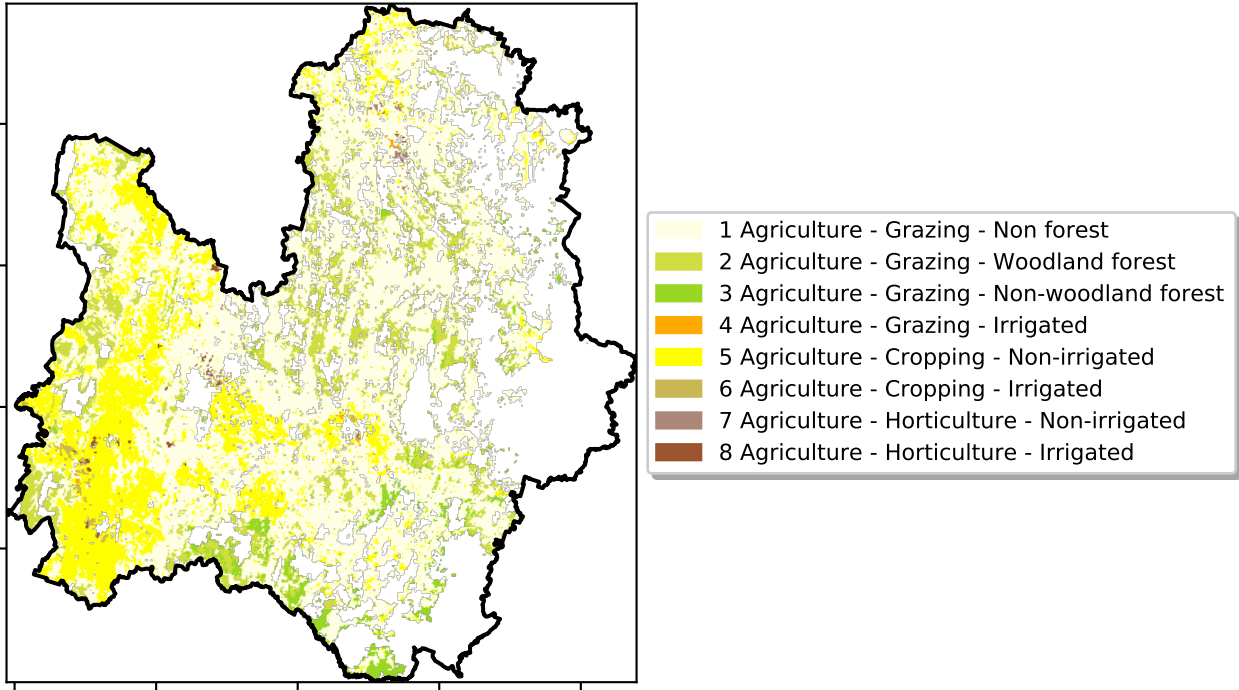 1 Agriculture - Grazing - Non forest
2 Agriculture - Grazing - Woodland forest
3 Agriculture - Grazing - Non-woodland forest
4 Agriculture - Grazing - Irrigated
5 Agriculture - Cropping - Non-irrigated
6 Agriculture - Cropping - Irrigated
7 Agriculture - Horticulture - Non-irrigated
8 Agriculture - Horticulture - Irrigated